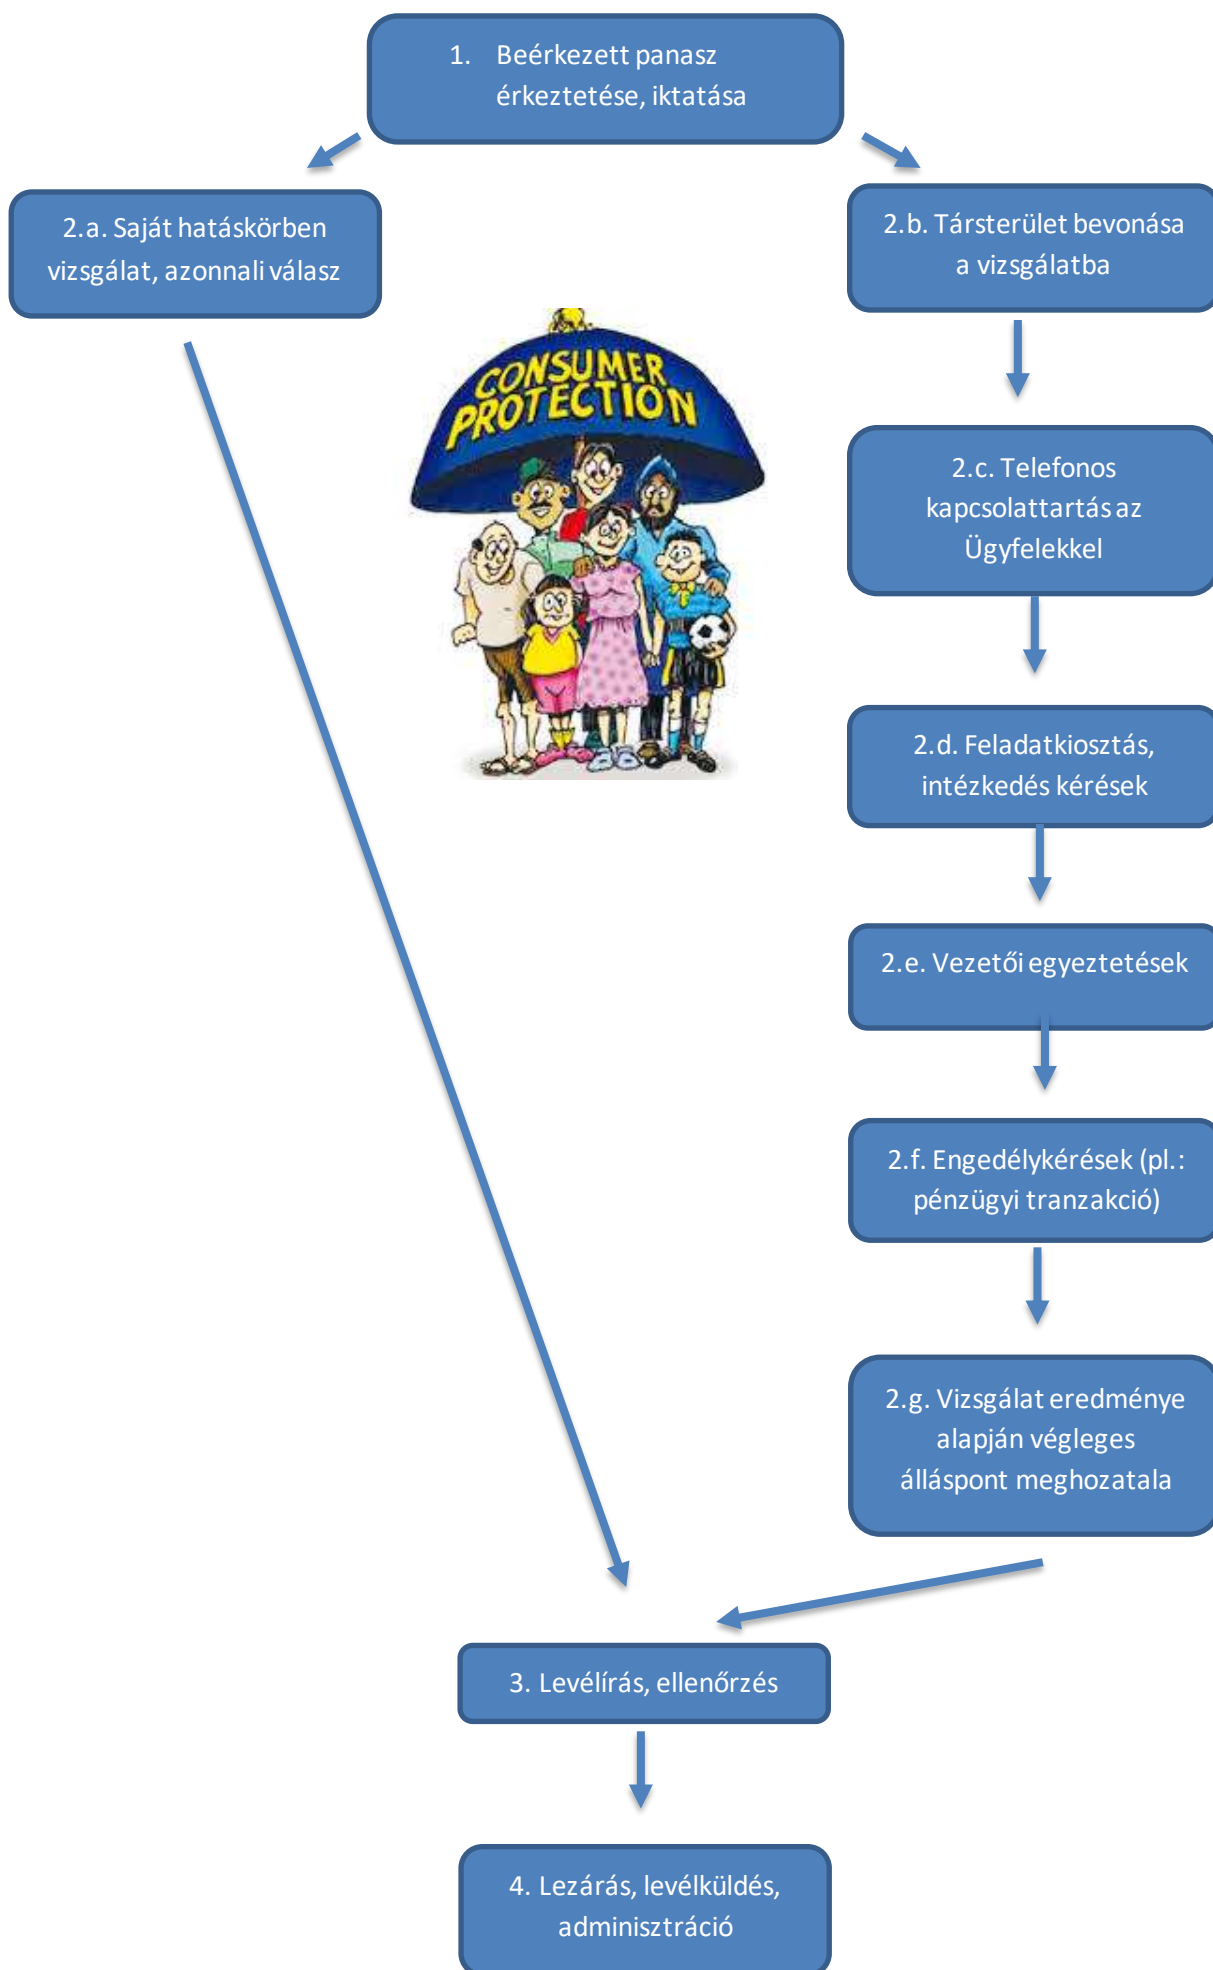 1. Beérkezett panasz
érkeztetése, iktatása
2.a. Saját hatáskörben
vizsgálat, azonnali válasz
2.b. Társterület bevonása
a vizsgálatba
CONSUMER
PROTECTION
2.c. Telefonos
kapcsolattartás az
Ügyfelekkel
2.d. Feladatkiosztás,
intézkedés kérések
2.e. Vezetői egyeztetések
2.f. Engedélykérések (pl.:
pénzügyi tranzakció)
2.g. Vizsgálat eredménye
alapján végleges
álláspont meghozatala
3. Levélírás, ellenőrzés
4. Lezárás, levélküldés,
adminisztráció